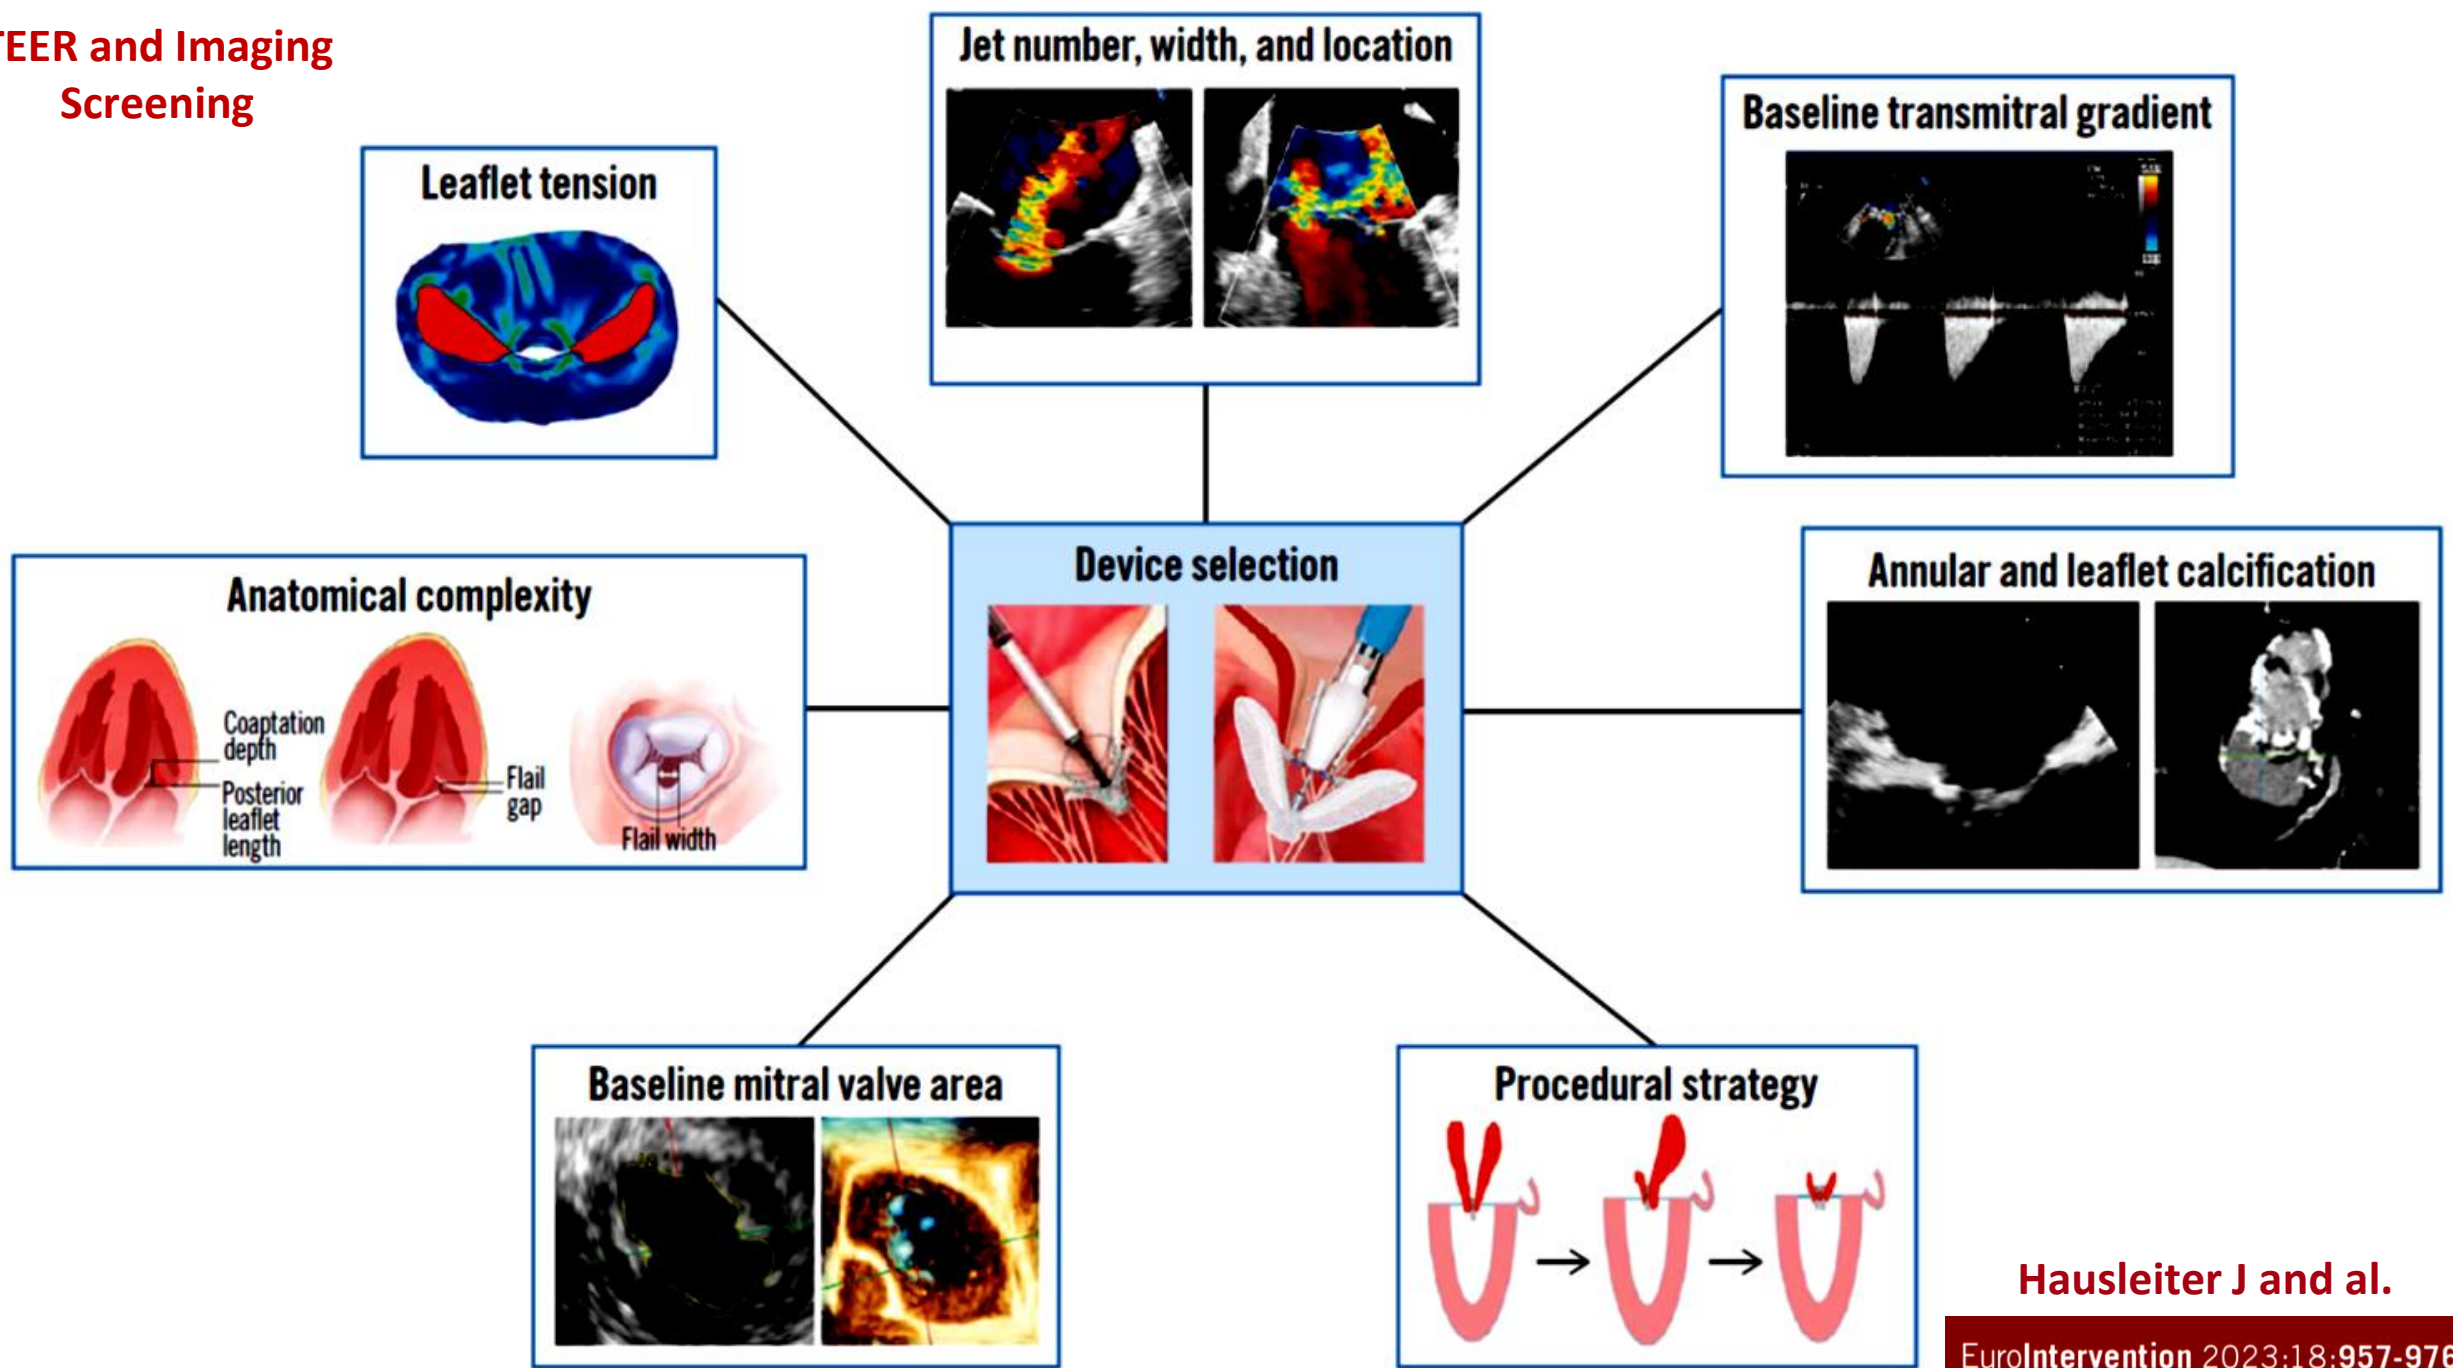 TEER and Imaging
Screening
Jet number, width, and location
Baseline transmitral gradient
Leaflet tension
Device selection
Annular and leaflet calcification
Anatomical complexity
Coaptation
depth
Posterior
leaflet
length
Flail
gap
Flail width
Baseline mitral valve area
Procedural strategy
Hausleiter J and al.
EuroIntervention 2023;18:957-976